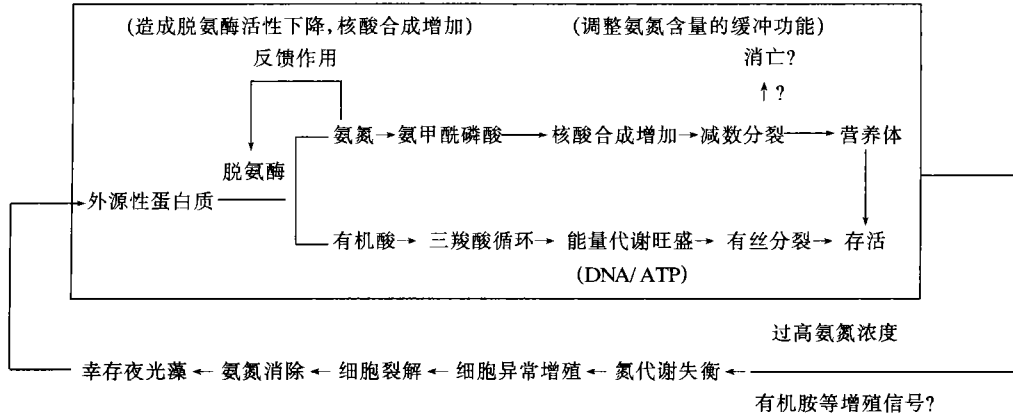 (造成脱氨酶活性下降,核酸合成增加) (调整氨氮含量的缓冲功能)
反馈作用 消亡?
↑?
氨氮→氨甲酰磷酸→核酸合成增加→减数分裂→营养体
脱氨酶
外源性蛋白质
有机酸→三羧酸循环→能量代谢旺盛→有丝分裂→存活
(DNA/ATP)
过高氨氮浓度
幸存夜光藻←氨氮消除←细胞裂解←细胞异常增殖←氮代谢失衡←
有机胺等增殖信号?